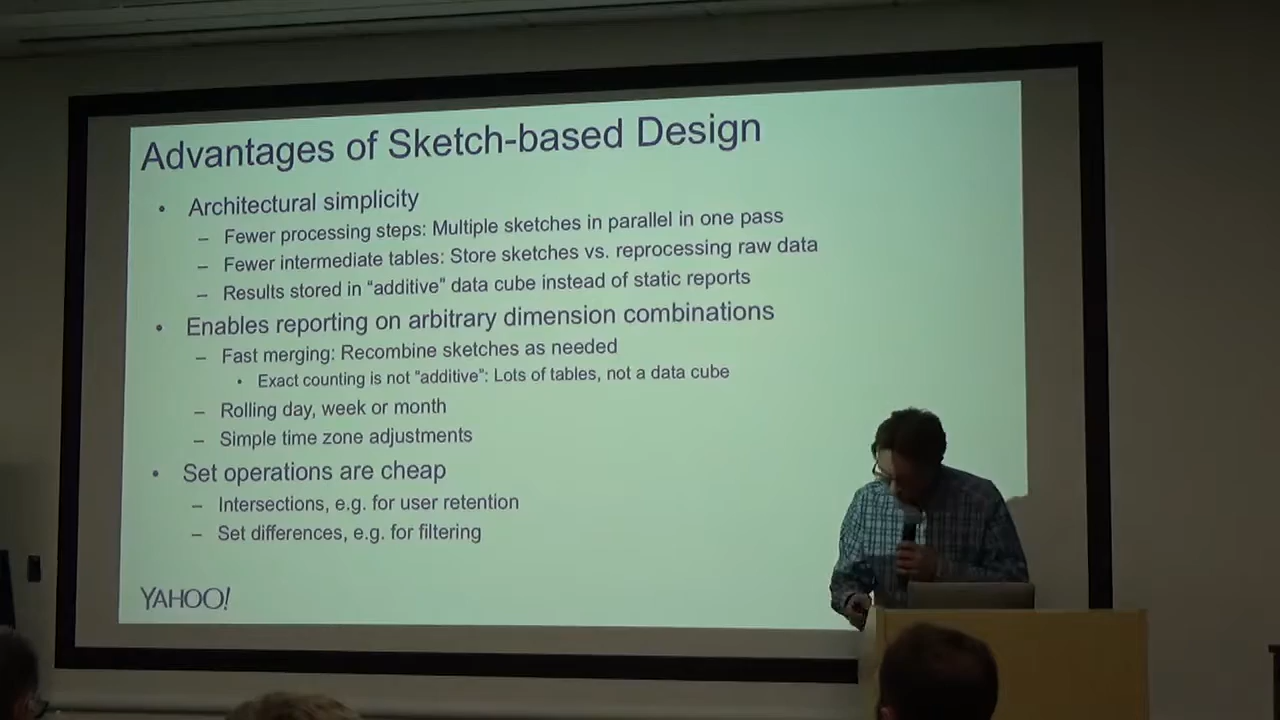 Advantages of Sketch-based Design
• Architectural simplicity
– Fewer processing steps: Multiple sketches in parallel in one pass
– Fewer intermediate tables: Store sketches vs. reprocessing raw data
– Results stored in “additive” data cube instead of static reports
• Enables reporting on arbitrary dimension combinations
– Fast merging: Recombine sketches as needed
• Exact counting is not “additive”: Lots of tables, not a data cube
– Rolling day, week or month
– Simple time zone adjustments
• Set operations are cheap
– Intersections, e.g. for user retention
– Set differences, e.g. for filtering
YAHOO!